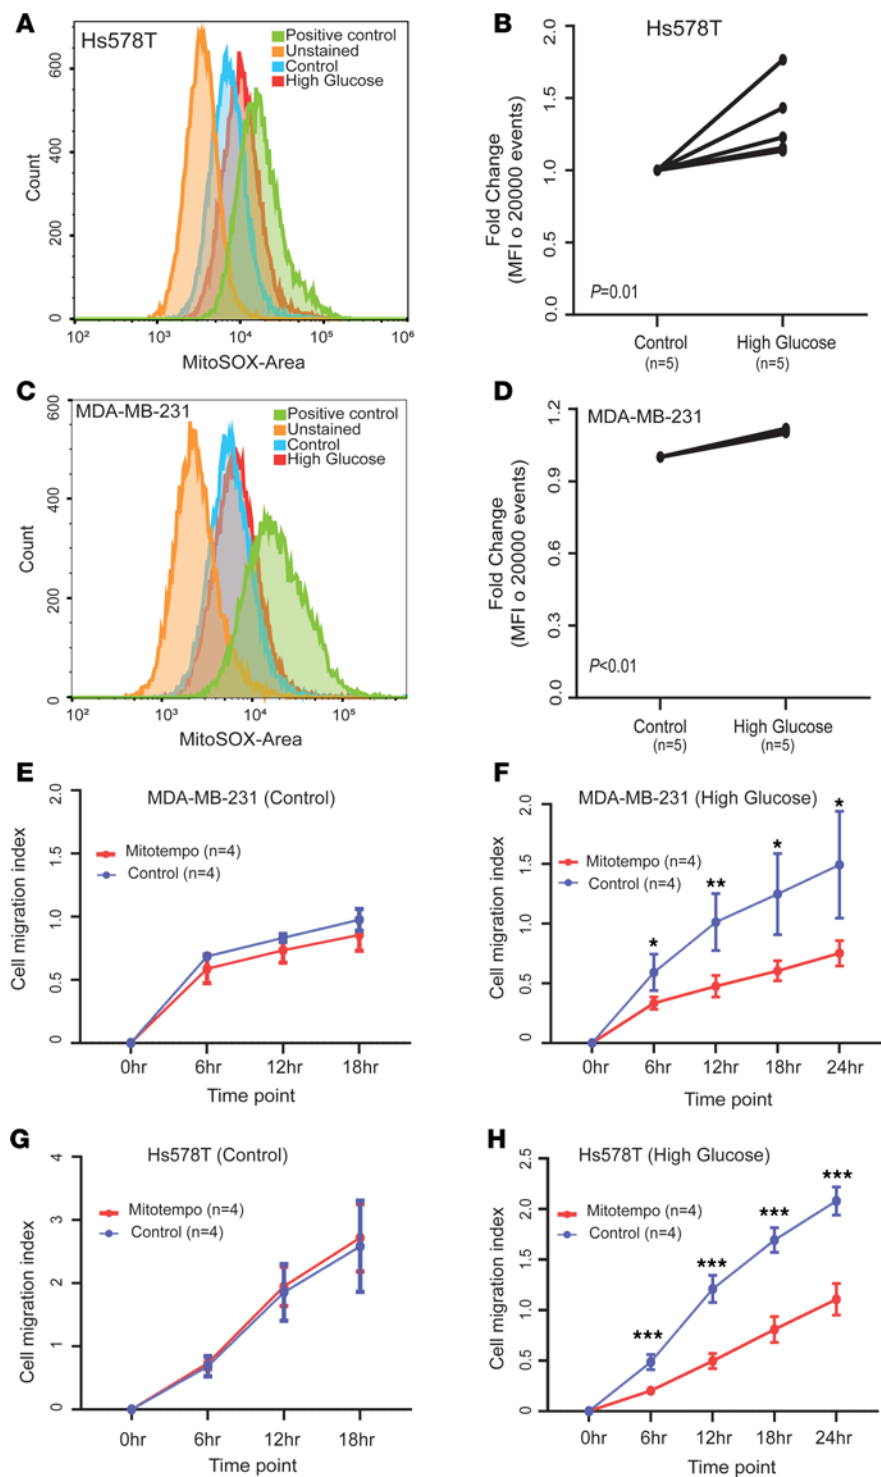 A
Hs578T
Positive control
Unstained
Control
High Glucose
Count
600
400
200
0
10² 10³ 10⁴ 10⁵ 10⁶
MitoSOX-Area
B
Hs578T
Fold Change
(MFI o 20000 events)
2.0
1.5
1.0
0.5
0.0
P=0.01
Control High Glucose
(n=5) (n=5)
C
MDA-MB-231
Positive control
Unstained
Control
High Glucose
Count
600
400
200
0
10² 10³ 10⁴ 10⁵
MitoSOX-Area
D
MDA-MB-231
Fold Change
(MFI o 20000 events)
1.2
0.9
0.6
0.3
0.0
P<0.01
Control High Glucose
(n=5) (n=5)
E
MDA-MB-231 (Control)
Mitotempo (n=4)
Control (n=4)
Cell migration index
2.0
1.5
1.0
0.5
0
0hr 6hr 12hr 18hr
Time point
F
MDA-MB-231 (High Glucose)
Mitotempo (n=4)
Control (n=4)
Cell migration index
2.0
1.5
1.0
0.5
0
* ** * *
0hr 6hr 12hr 18hr 24hr
Time point
G
Hs578T (Control)
Mitotempo (n=4)
Control (n=4)
Cell migration index
4
3
2
1
0
0hr 6hr 12hr 18hr
Time point
H
Hs578T (High Glucose)
Mitotempo (n=4)
Control (n=4)
Cell migration index
2.5
2.0
1.5
1.0
0.5
0
*** *** *** ***
0hr 6hr 12hr 18hr 24hr
Time point